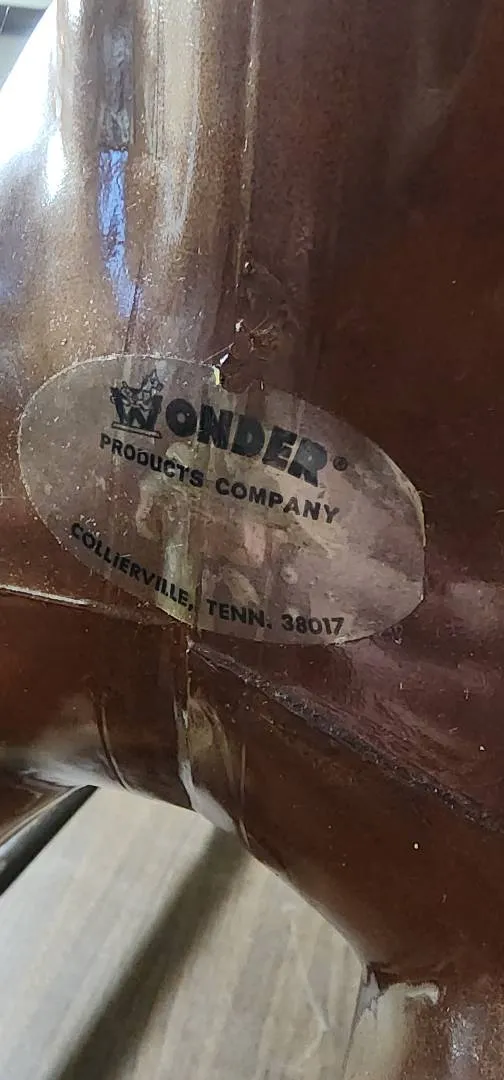 WONDER®
PRODUCTS COMPANY
COLLIERVILLE, TENN. 38017